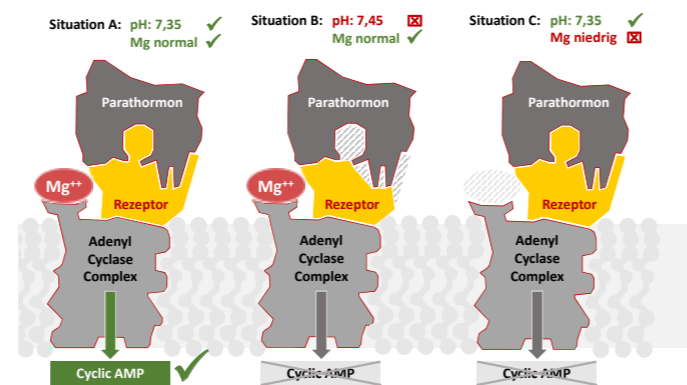 Situation A: pH: 7,35
Mg normal
Situation B: pH: 7,45
Mg normal
Situation C: pH: 7,35
Mg niedrig
Parathormon
Mg++
Rezeptor
Adenyl
Cyclase
Complex
Cyclic AMP
Parathormon
Mg++
Rezeptor
Adenyl
Cyclase
Complex
Cyclic AMP
Parathormon
Rezeptor
Adenyl
Cyclase
Complex
Cyclic AMP